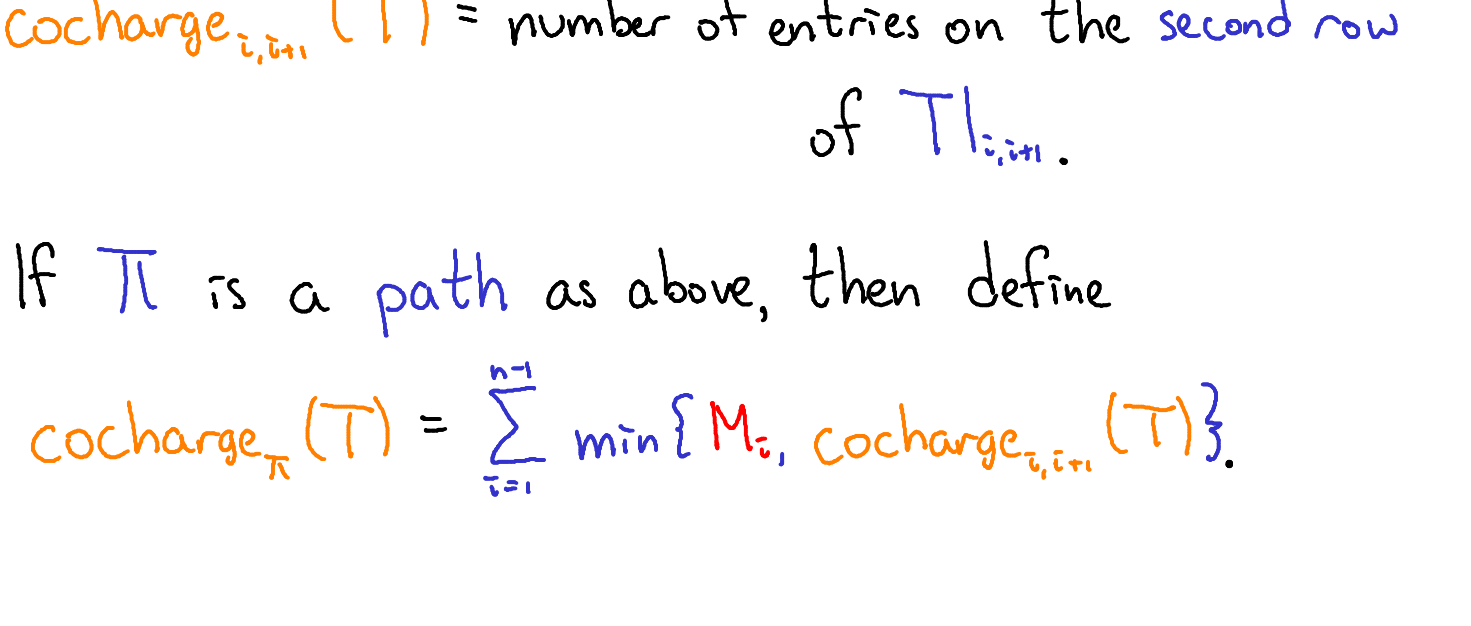 cocharge_{i,i+1} (T) = number of entries on the second row
of T|_{i,i+1}.
If π is a path as above, then define
cocharge_π (T) = \sum_{i=1}^{n-1} min{M_i, cocharge_{i,i+1} (T)}.